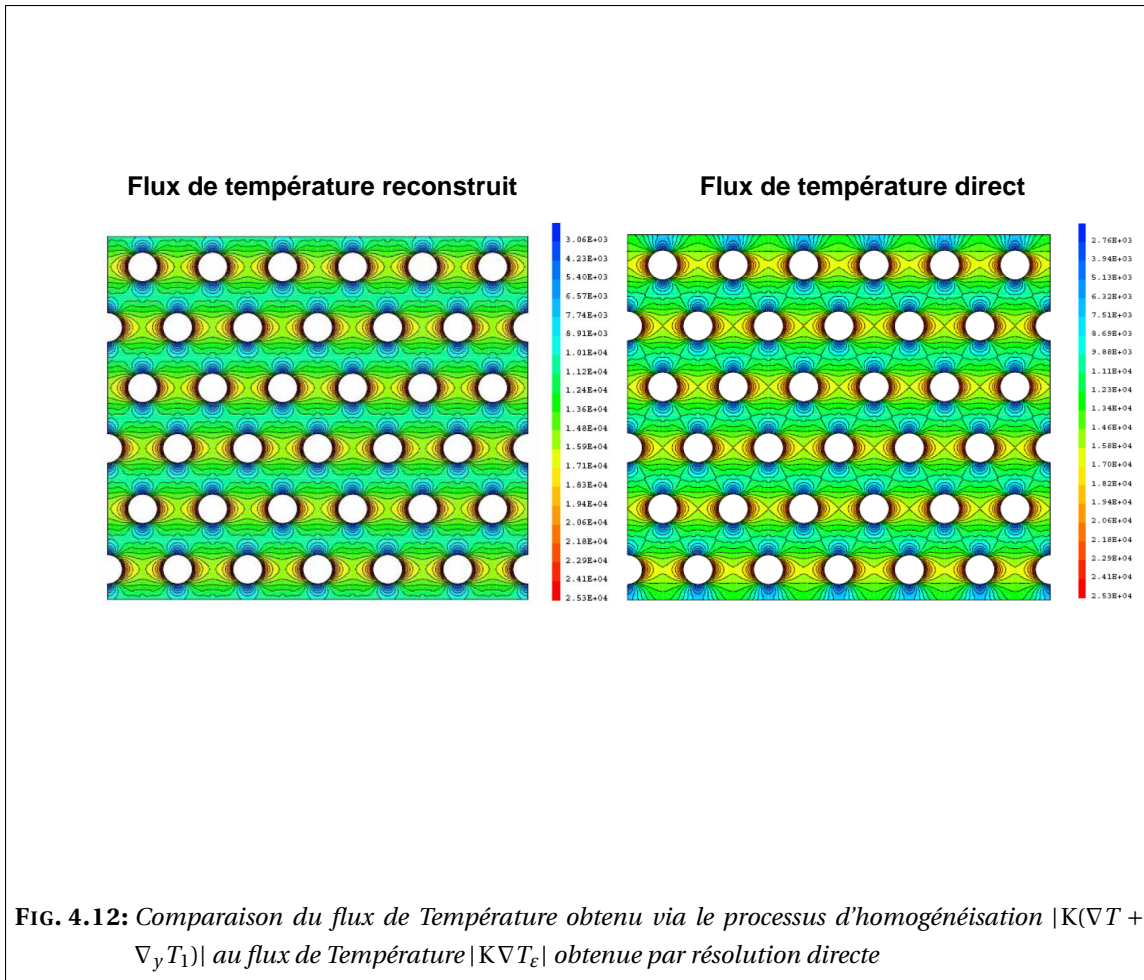 Flux de température reconstruit
Flux de température direct
3.06E+03
4.23E+03
5.40E+03
6.57E+03
7.74E+03
8.91E+03
1.01E+04
1.12E+04
1.24E+04
1.36E+04
1.48E+04
1.59E+04
1.71E+04
1.83E+04
1.94E+04
2.06E+04
2.18E+04
2.29E+04
2.41E+04
2.53E+04
2.76E+03
3.94E+03
5.13E+03
6.32E+03
7.51E+03
8.69E+03
9.88E+03
1.11E+04
1.23E+04
1.34E+04
1.46E+04
1.58E+04
1.70E+04
1.82E+04
1.94E+04
2.06E+04
2.18E+04
2.29E+04
2.41E+04
2.53E+04
FIG. 4.12: Comparaison du flux de Température obtenu via le processus d'homogénéisation |K(∇T +
∇_y T_1)| au flux de Température |K∇T_ε| obtenue par résolution directe